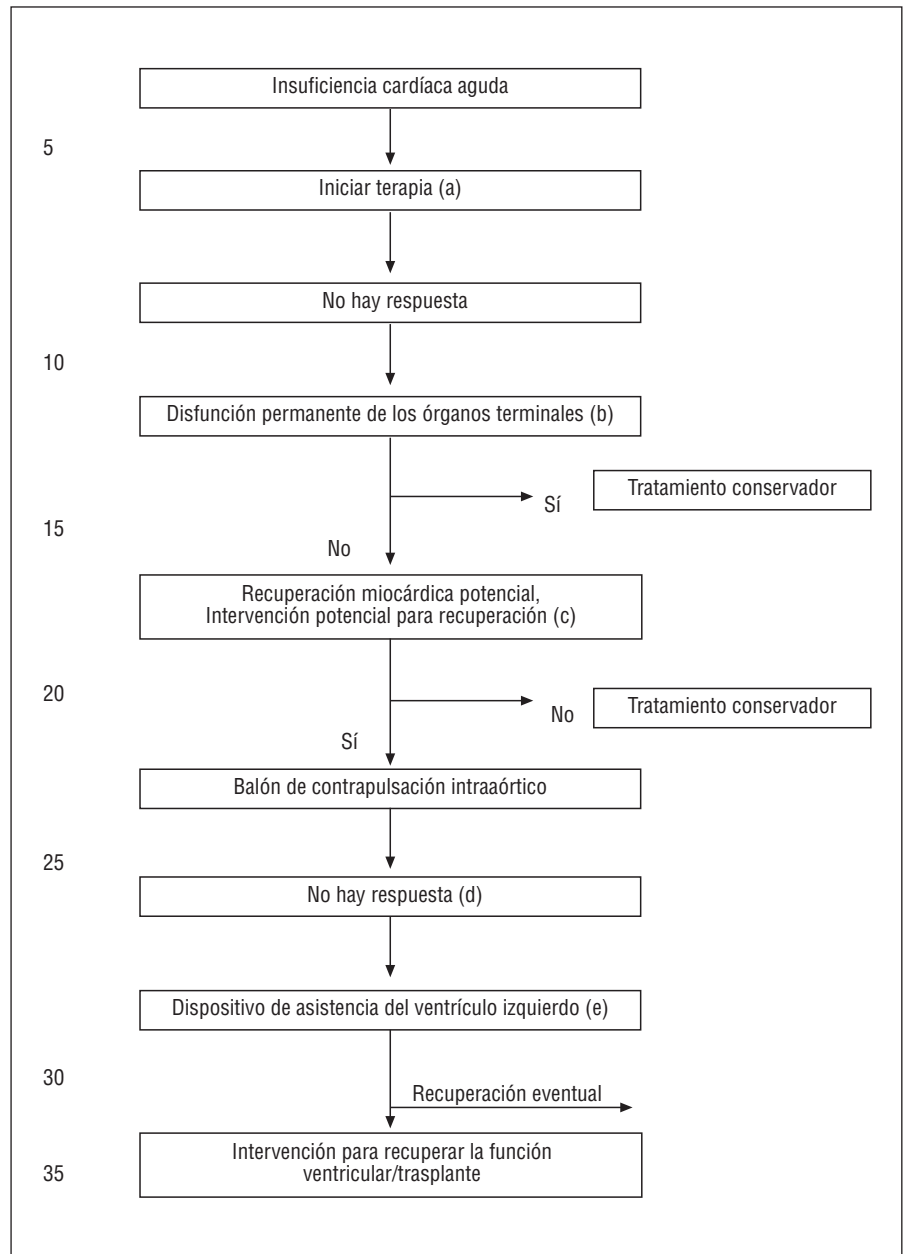 Insuficiencia cardíaca aguda
5
Iniciar terapia (a)
No hay respuesta
10
Disfunción permanente de los órganos terminales (b)
Tratamiento conservador
Sí
15
No
Recuperación miocárdica potencial,
Intervención potencial para recuperación (c)
20
Tratamiento conservador
No
Sí
Balón de contrapulsación intraaórtico
25
No hay respuesta (d)
Dispositivo de asistencia del ventrículo izquierdo (e)
30
Recuperación eventual
Intervención para recuperar la función
35
ventricular/trasplante